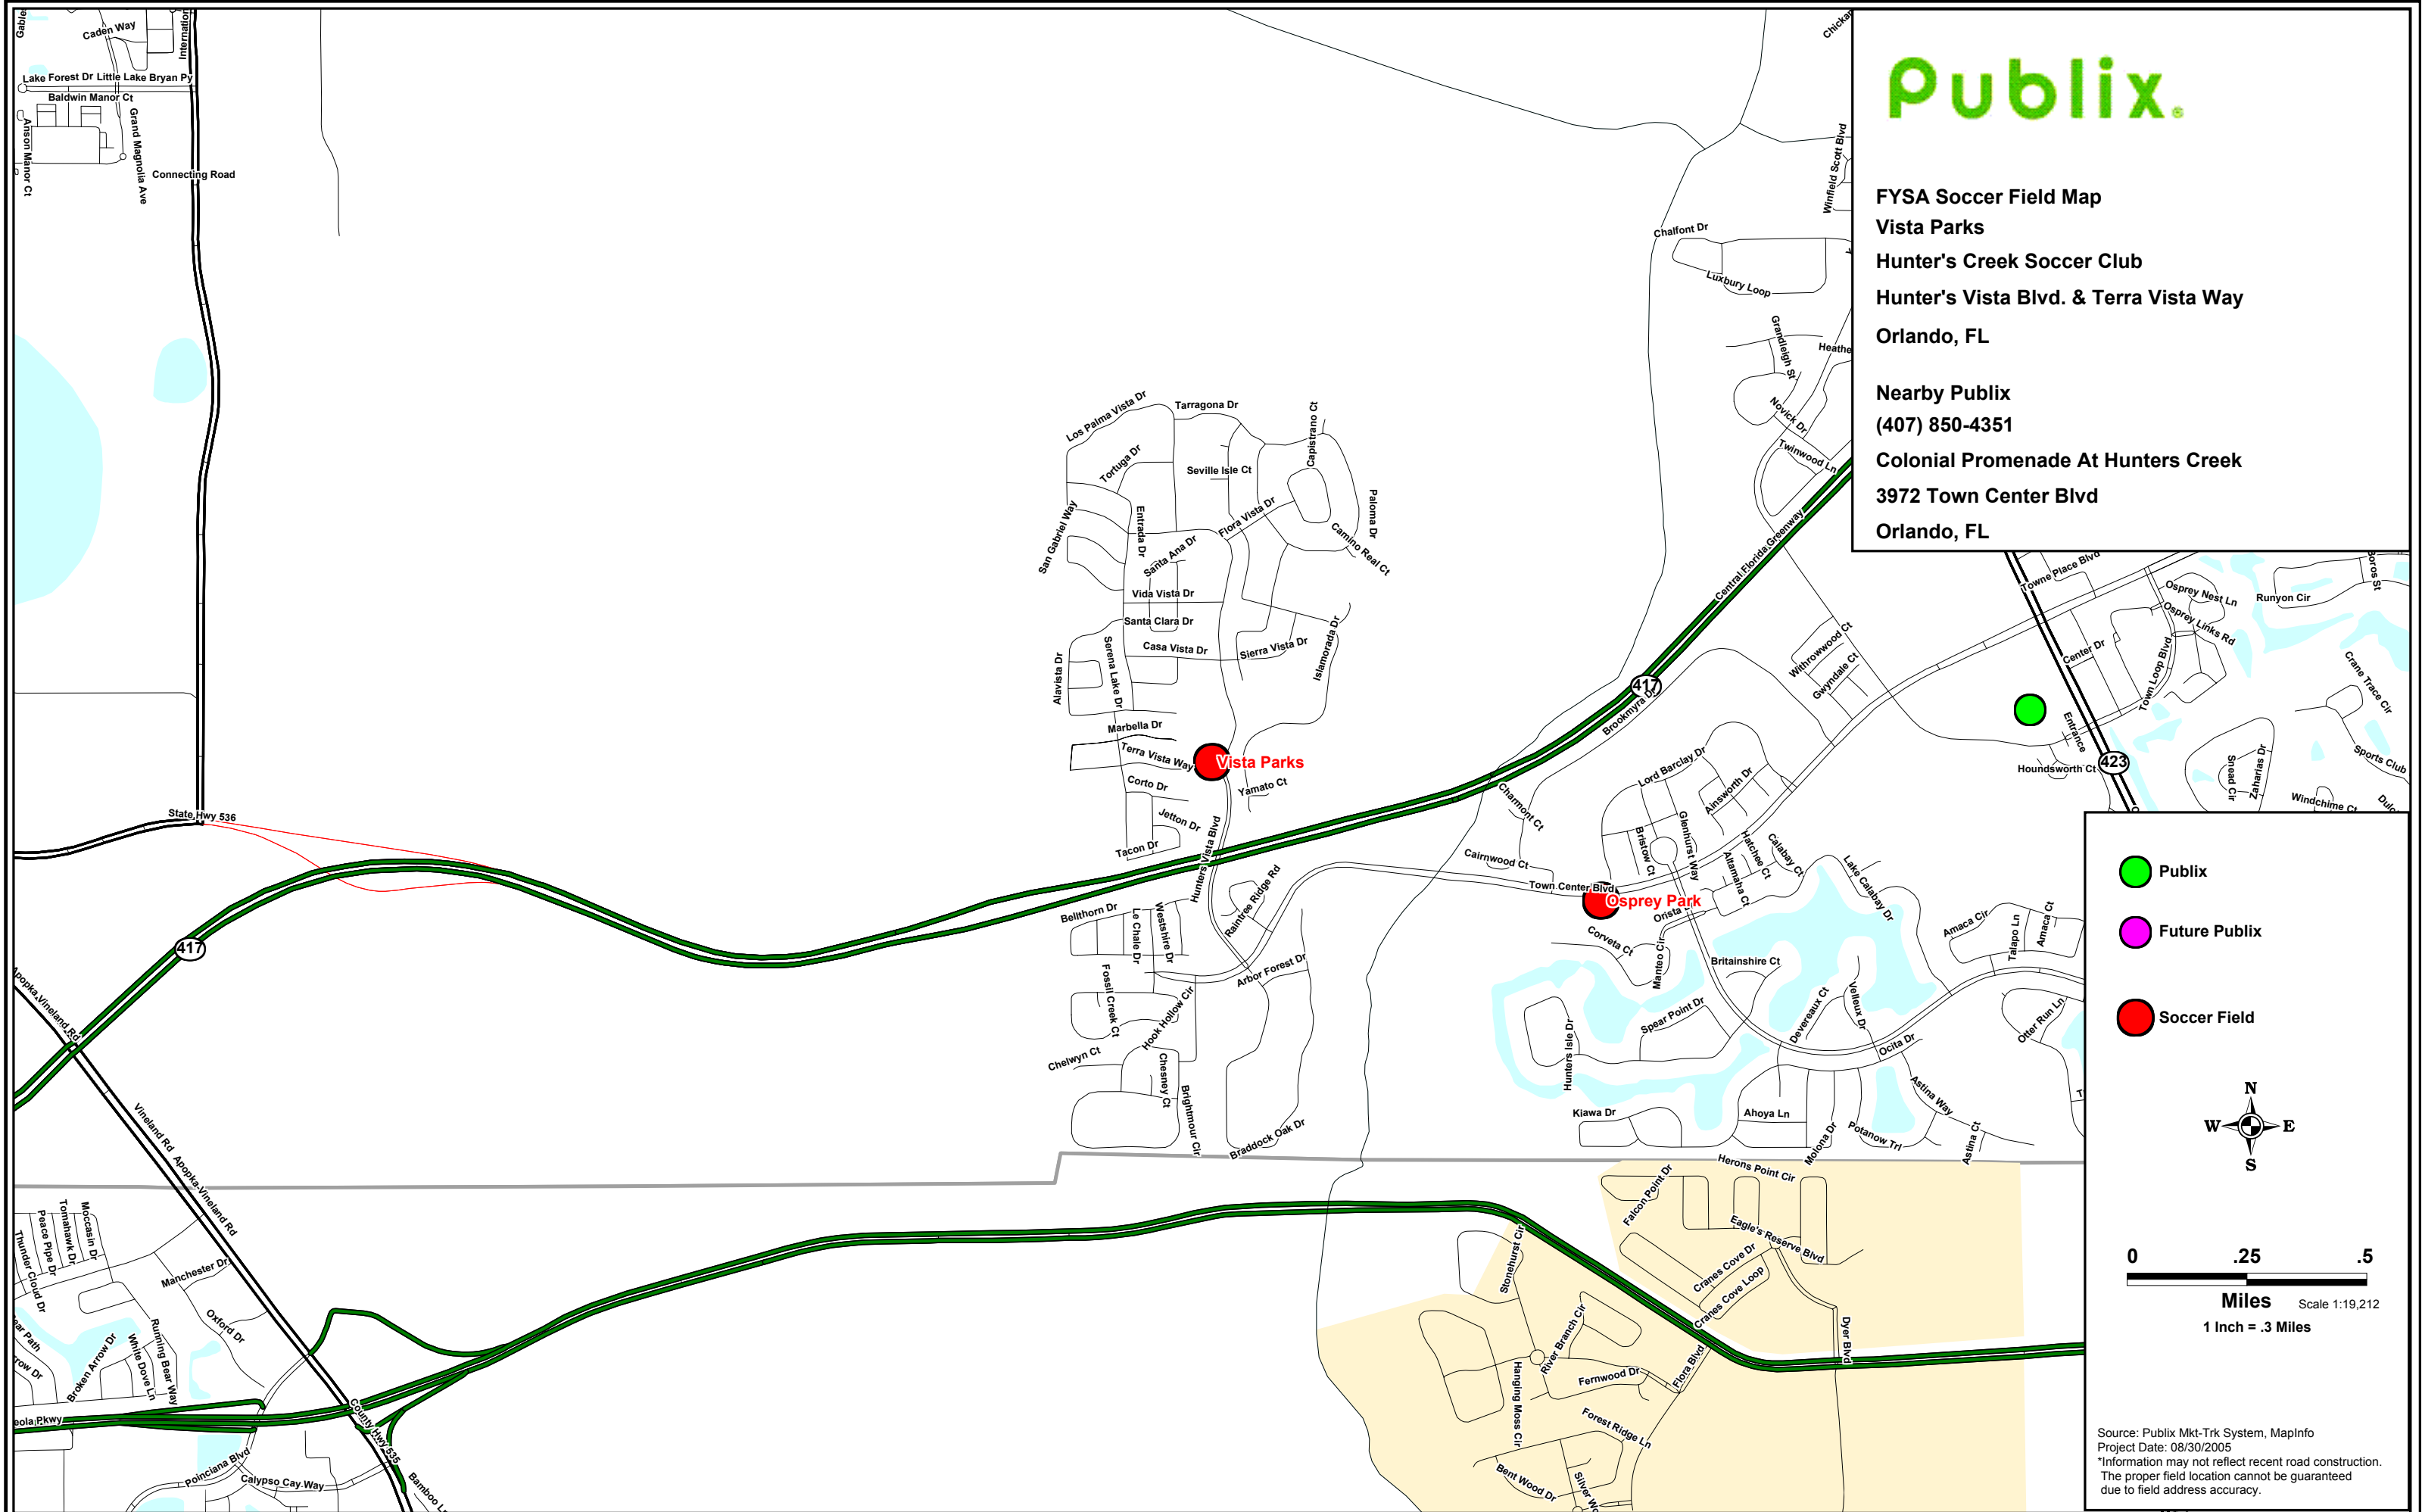 Publix.
FYSA Soccer Field Map
Vista Parks
Hunter's Creek Soccer Club
Hunter's Vista Blvd. & Terra Vista Way
Orlando, FL
Nearby Publix
(407) 850-4351
Colonial Promenade At Hunters Creek
3972 Town Center Blvd
Orlando, FL
Caden Way
Lake Forest Dr
Little Lake Bryan Py
Baldwin Manor Ct
Anson Manor Ct
Grand Magnolia Ave
Connecting Road
State Hwy 536
417
Apopka Vineland Rd
Vineland Rd
Apopka-Vineland Rd
Los Palma Vista Dr
Tarragona Dr
Capistrano Ct
Tortuga Dr
Seville Isle Ct
Paloma Dr
San Gabriel Way
Entrada Dr
Flora Vista Dr
Santa Ana Dr
Camino Real Ct
Vida Vista Dr
Santa Clara Dr
Casa Vista Dr
Sierra Vista Dr
Islamorada Dr
Alavista Dr
Serena Lake Dr
Marbella Dr
Terra Vista Way
Vista Parks
Corto Dr
Yamato Ct
Jetton Dr
Tacon Dr
Hunters Vista Blvd
Bellthorn Dr
Le Chale Dr
Westshire Dr
Raintree Ridge Rd
Arbor Forest Dr
Fossil Creek Ct
Hook Hollow Cir
Chelwyn Ct
Chesney Ct
Brightmour Cir
Braddock Oak Dr
Winfield Scott Blvd
Chalfont Dr
Luxbury Loop
Grandleigh St
Novick Dr
Twinwood Ln
Central Florida Greenway
417
Brookmyra Dr
Withrowwood Ct
Gwyndale Ct
Towne Place Blvd
Osprey Nest Ln
Osprey Links Rd
Runyon Cir
Boros St
Center Dr
Town Loop Blvd
Crane Trace Cir
Entrance
Houndsworth Ct
423
Snead Cir
Zaharias Dr
Sports Club
Windchime Ct
Lord Barclay Dr
Ainsworth Dr
Charmont Ct
Bristow Ct
Glenhurst Way
Hatchee Ct
Calabay Ct
Altamaha Ct
Cairnwood Ct
Town Center Blvd
Osprey Park
Orista
Lake Calabay Dr
Corveta Ct
Manteo Cir
Britainshire Ct
Amaca Cir
Talapo Ln
Amaca Ct
Spear Point Dr
Devereaux Ct
Velleux Dr
Otter Run Ln
Hunters Isle Dr
Ocita Dr
Astina Way
Kiawa Dr
Ahoya Ln
Molona Dr
Potanow Trl
Astina Ct
Herons Point Cir
Falcon Point Dr
Eagle's Reserve Blvd
Cranes Cove Dr
Cranes Cove Loop
Stonehurst Cir
River Branch Cir
Dyer Blvd
Flora Blvd
Fernwood Dr
Hanging Moss Cir
Forest Ridge Ln
Bent Wood Dr
Moccasin Dr
Tomahawk Dr
Peace Pipe Dr
Thunder Cloud Dr
Manchester Dr
Oxford Dr
Running Bear Way
White Dove Ln
Broken Arrow Dr
County Hwy 535
Poinciana Blvd
Calypso Cay Way
Publix
Future Publix
Soccer Field
N
W E
S
0 .25 .5
Miles Scale 1:19,212
1 Inch = .3 Miles
Source: Publix Mkt-Trk System, MapInfo
Project Date: 08/30/2005
*Information may not reflect recent road construction.
The proper field location cannot be guaranteed
due to field address accuracy.